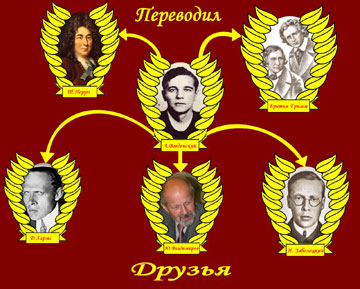 Переводил
Ш.Перро
Братья Гримм
А.Введенский
Д.Хармс
Ю.Владимиров
Н. Заболоцкий
Друзья